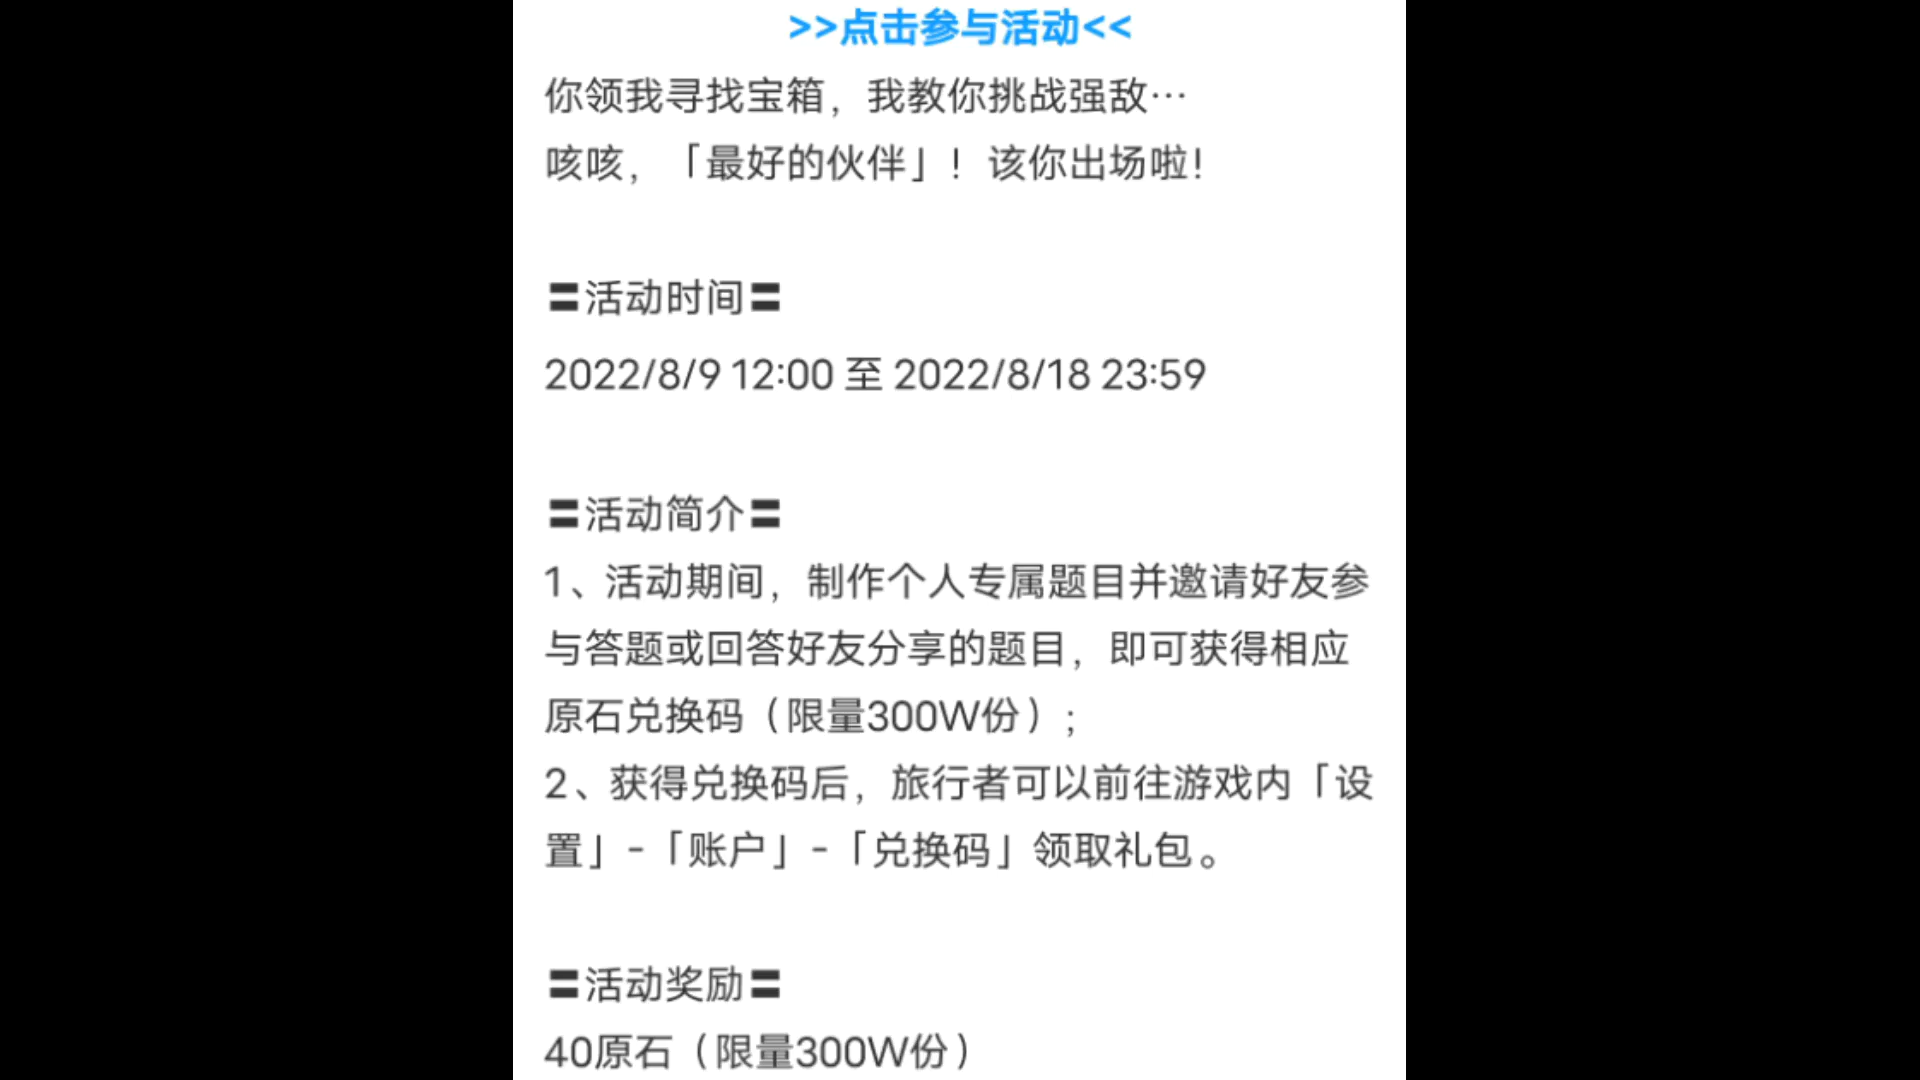 >>点击参与活动<<
你领我寻找宝箱，我教你挑战强敌…
咳咳，「最好的伙伴」！该你出场啦！
〓活动时间〓
2022/8/9 12:00 至 2022/8/18 23:59
〓活动简介〓
1、活动期间，制作个人专属题目并邀请好友参
与答题或回答好友分享的题目，即可获得相应
原石兑换码（限量300W份）；
2、获得兑换码后，旅行者可以前往游戏内「设
置」-「账户」-「兑换码」领取礼包。
〓活动奖励〓
40原石（限量300W份）